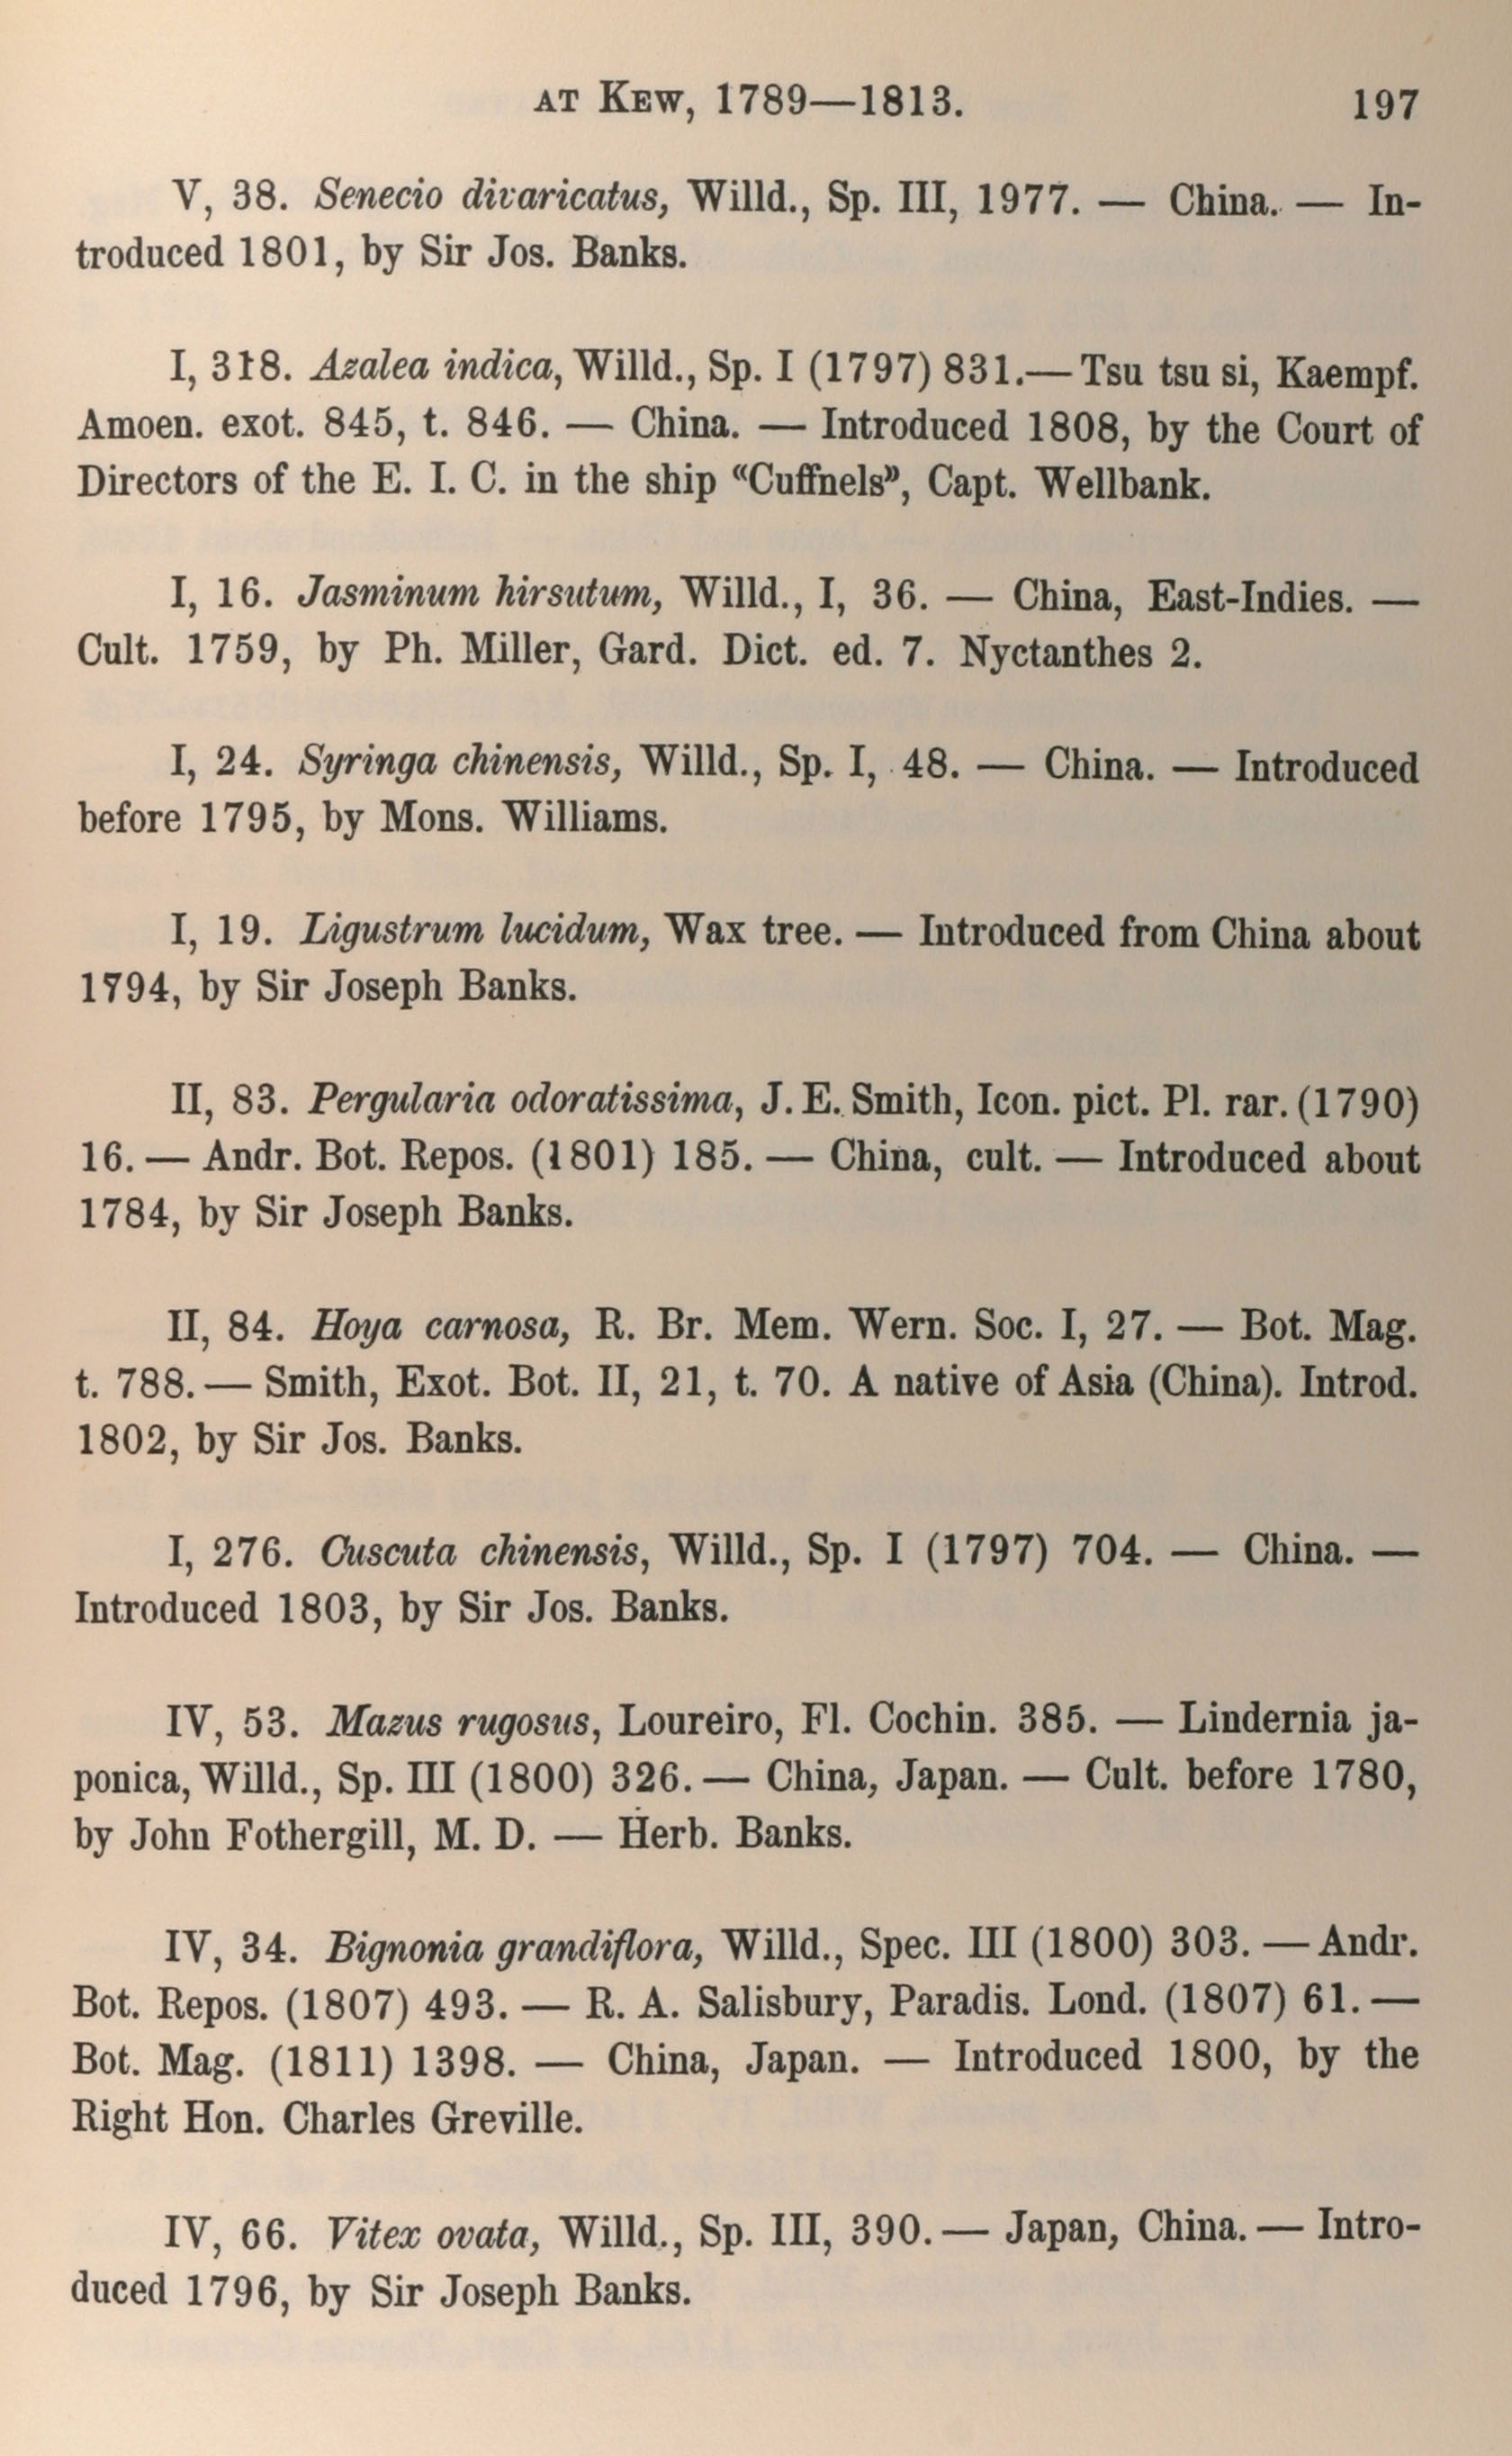 AT KEW, 1789—1813. 197
V, 38. Senecio divaricatus, Willd., Sp. III, 1977. — China. — In-
troduced 1801, by Sir Jos. Banks.
I, 318. Azalea indica, Willd., Sp. I (1797) 831.— Tsu tsu si, Kaempf.
Amoen. exot. 845, t. 846. — China. — Introduced 1808, by the Court of
Directors of the E. I. C. in the ship “Cuffnels”, Capt. Wellbank.
I, 16. Jasminum hirsutum, Willd., I, 36. — China, East-Indies. —
Cult. 1759, by Ph. Miller, Gard. Dict. ed. 7. Nyctanthes 2.
I, 24. Syringa chinensis, Willd., Sp. I, 48. — China. — Introduced
before 1795, by Mons. Williams.
I, 19. Ligustrum lucidum, Wax tree. — Introduced from China about
1794, by Sir Joseph Banks.
II, 83. Pergularia odoratissima, J. E. Smith, Icon. pict. Pl. rar. (1790)
16. — Andr. Bot. Repos. (1801) 185. — China, cult. — Introduced about
1784, by Sir Joseph Banks.
II, 84. Hoya carnosa, R. Br. Mem. Wern. Soc. I, 27. — Bot. Mag.
t. 788. — Smith, Exot. Bot. II, 21, t. 70. A native of Asia (China). Introd.
1802, by Sir Jos. Banks.
I, 276. Cuscuta chinensis, Willd., Sp. I (1797) 704. — China. —
Introduced 1803, by Sir Jos. Banks.
IV, 53. Mazus rugosus, Loureiro, Fl. Cochin. 385. — Lindernia ja-
ponica, Willd., Sp. III (1800) 326. — China, Japan. — Cult. before 1780,
by John Fothergill, M. D. — Herb. Banks.
IV, 34. Bignonia grandiflora, Willd., Spec. III (1800) 303. — Andr.
Bot. Repos. (1807) 493. — R. A. Salisbury, Paradis. Lond. (1807) 61. —
Bot. Mag. (1811) 1398. — China, Japan. — Introduced 1800, by the
Right Hon. Charles Greville.
IV, 66. Vitex ovata, Willd., Sp. III, 390. — Japan, China. — Intro-
duced 1796, by Sir Joseph Banks.